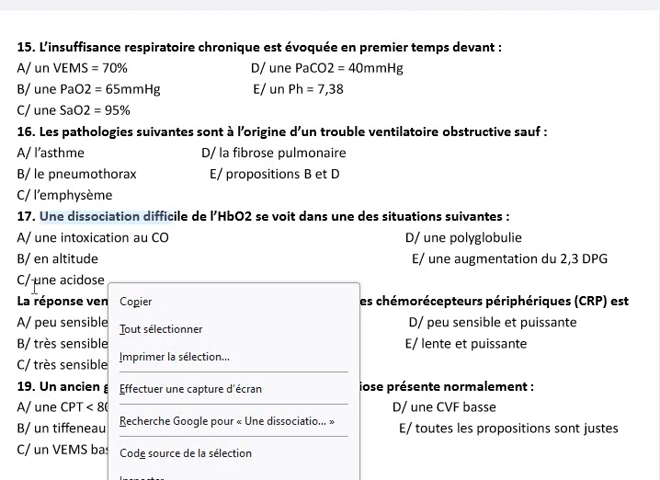 15. L’insuffisance respiratoire chronique est évoquée en premier temps devant :
A/ un VEMS = 70% D/ une PaCO2 = 40mmHg
B/ une PaO2 = 65mmHg E/ un Ph = 7,38
C/ une SaO2 = 95%
16. Les pathologies suivantes sont à l’origine d’un trouble ventilatoire obstructive sauf :
A/ l’asthme D/ la fibrose pulmonaire
B/ le pneumothorax E/ propositions B et D
C/ l’emphysème
17. Une dissociation difficile de l’HbO2 se voit dans une des situations suivantes :
A/ une intoxication au CO D/ une polyglobulie
B/ en altitude E/ une augmentation du 2,3 DPG
C/ une acidose
La réponse ven es chémorécepteurs périphériques (CRP) est
A/ peu sensible D/ peu sensible et puissante
B/ très sensible E/ lente et puissante
C/ très sensible
19. Un ancien iose présente normalement :
A/ une CPT < 80 D/ une CVF basse
B/ un tiffeneau E/ toutes les propositions sont justes
C/ un VEMS bas
Copier
Tout sélectionner
Imprimer la sélection...
Effectuer une capture d’écran
Recherche Google pour « Une dissociatio... »
Code source de la sélection